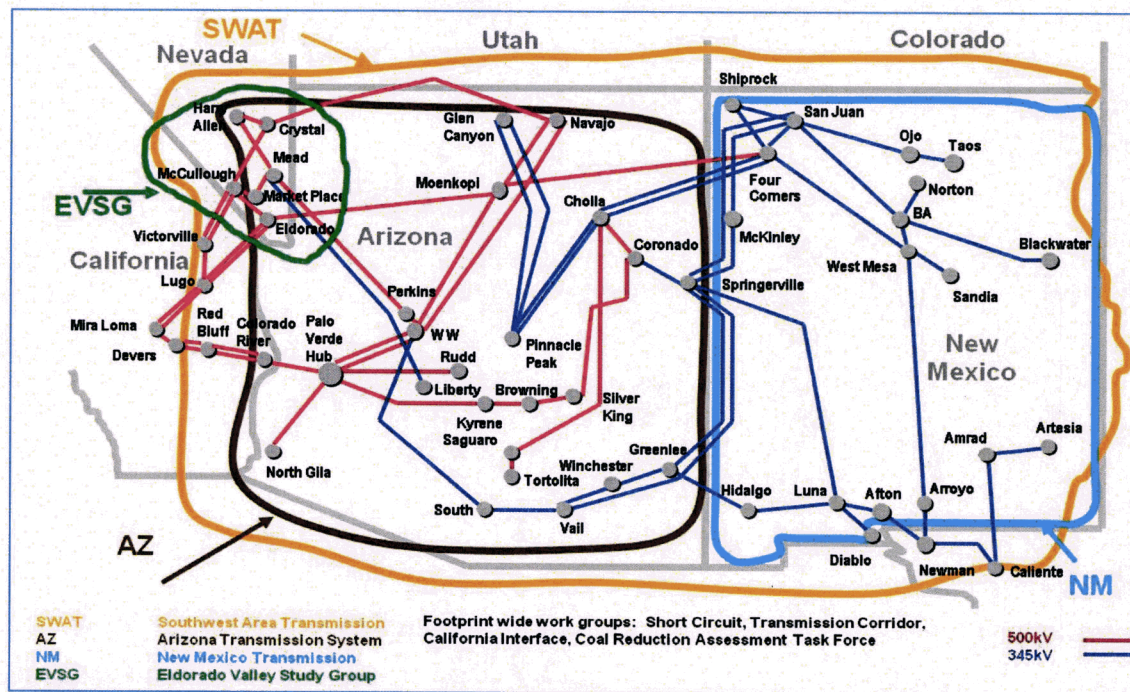 SWAT
Nevada
Utah
Colorado
Harry
Allen
Crystal
Mead
McCullough
Market Place
EVSG
Eldorado
Victorville
California
Lugo
Mira Loma
Red
Bluff
Colorado
River
Devers
Palo
Verde
Hub
Perkins
WW
Rudd
Liberty
Arizona
Glen
Canyon
Navajo
Moenkopi
Cholla
Coronado
Pinnacle
Peak
Kyrene
Browning
Silver
King
Saguaro
Tortolita
Winchester
Greenlee
South
Vail
North Gila
AZ
Shiprock
San Juan
Ojo
Taos
Four
Corners
Norton
BA
McKinley
Springerville
West Mesa
Blackwater
Sandia
New
Mexico
Amrad
Artesia
Hidalgo
Luna
Afton
Arroyo
Diablo
Newman
Caliente
NM
SWAT Southwest Area Transmission
AZ Arizona Transmission System
NM New Mexico Transmission
EVSG Eldorado Valley Study Group
Footprint wide work groups: Short Circuit, Transmission Corridor,
California Interface, Coal Reduction Assessment Task Force
500kV
345kV